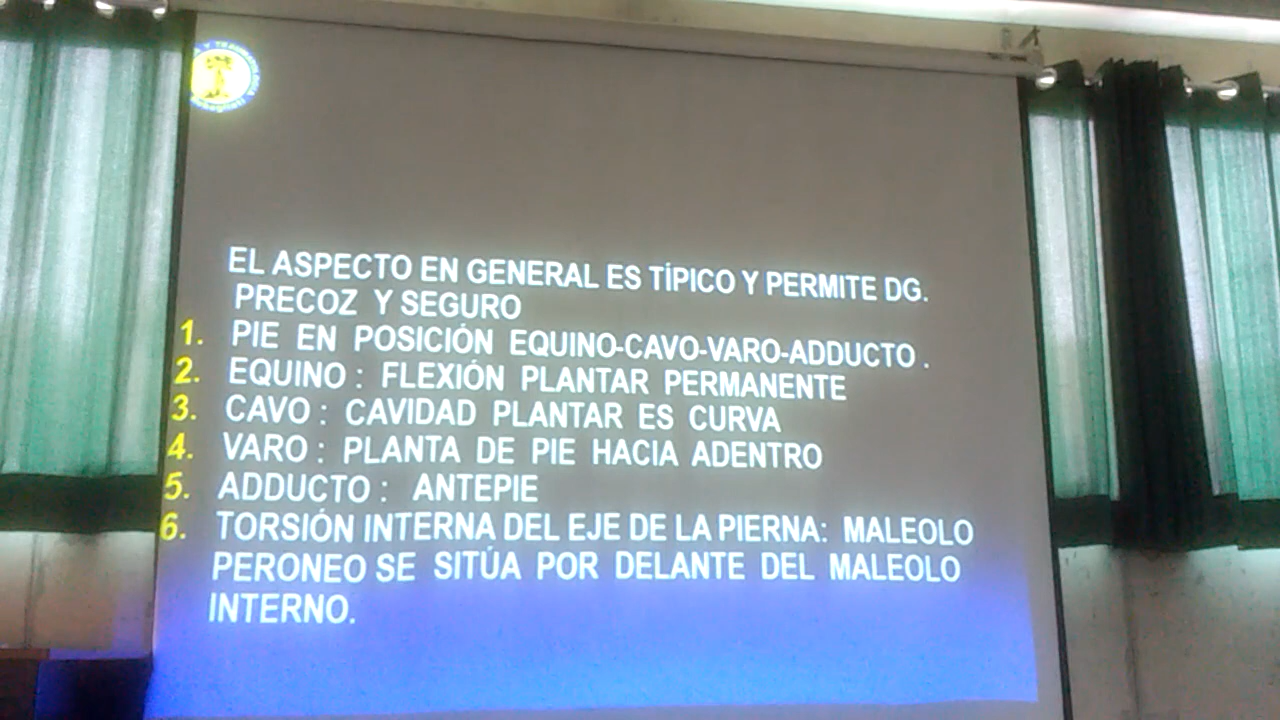 EL ASPECTO EN GENERAL ES TÍPICO Y PERMITE DG.
PRECOZ Y SEGURO
1. PIE EN POSICIÓN EQUINO-CAVO-VARO-ADDUCTO .
2. EQUINO : FLEXIÓN PLANTAR PERMANENTE
3. CAVO : CAVIDAD PLANTAR ES CURVA
4. VARO : PLANTA DE PIE HACIA ADENTRO
5. ADDUCTO : ANTEPIE
6. TORSIÓN INTERNA DEL EJE DE LA PIERNA: MALEOLO
PERONEO SE SITÚA POR DELANTE DEL MALEOLO
INTERNO.